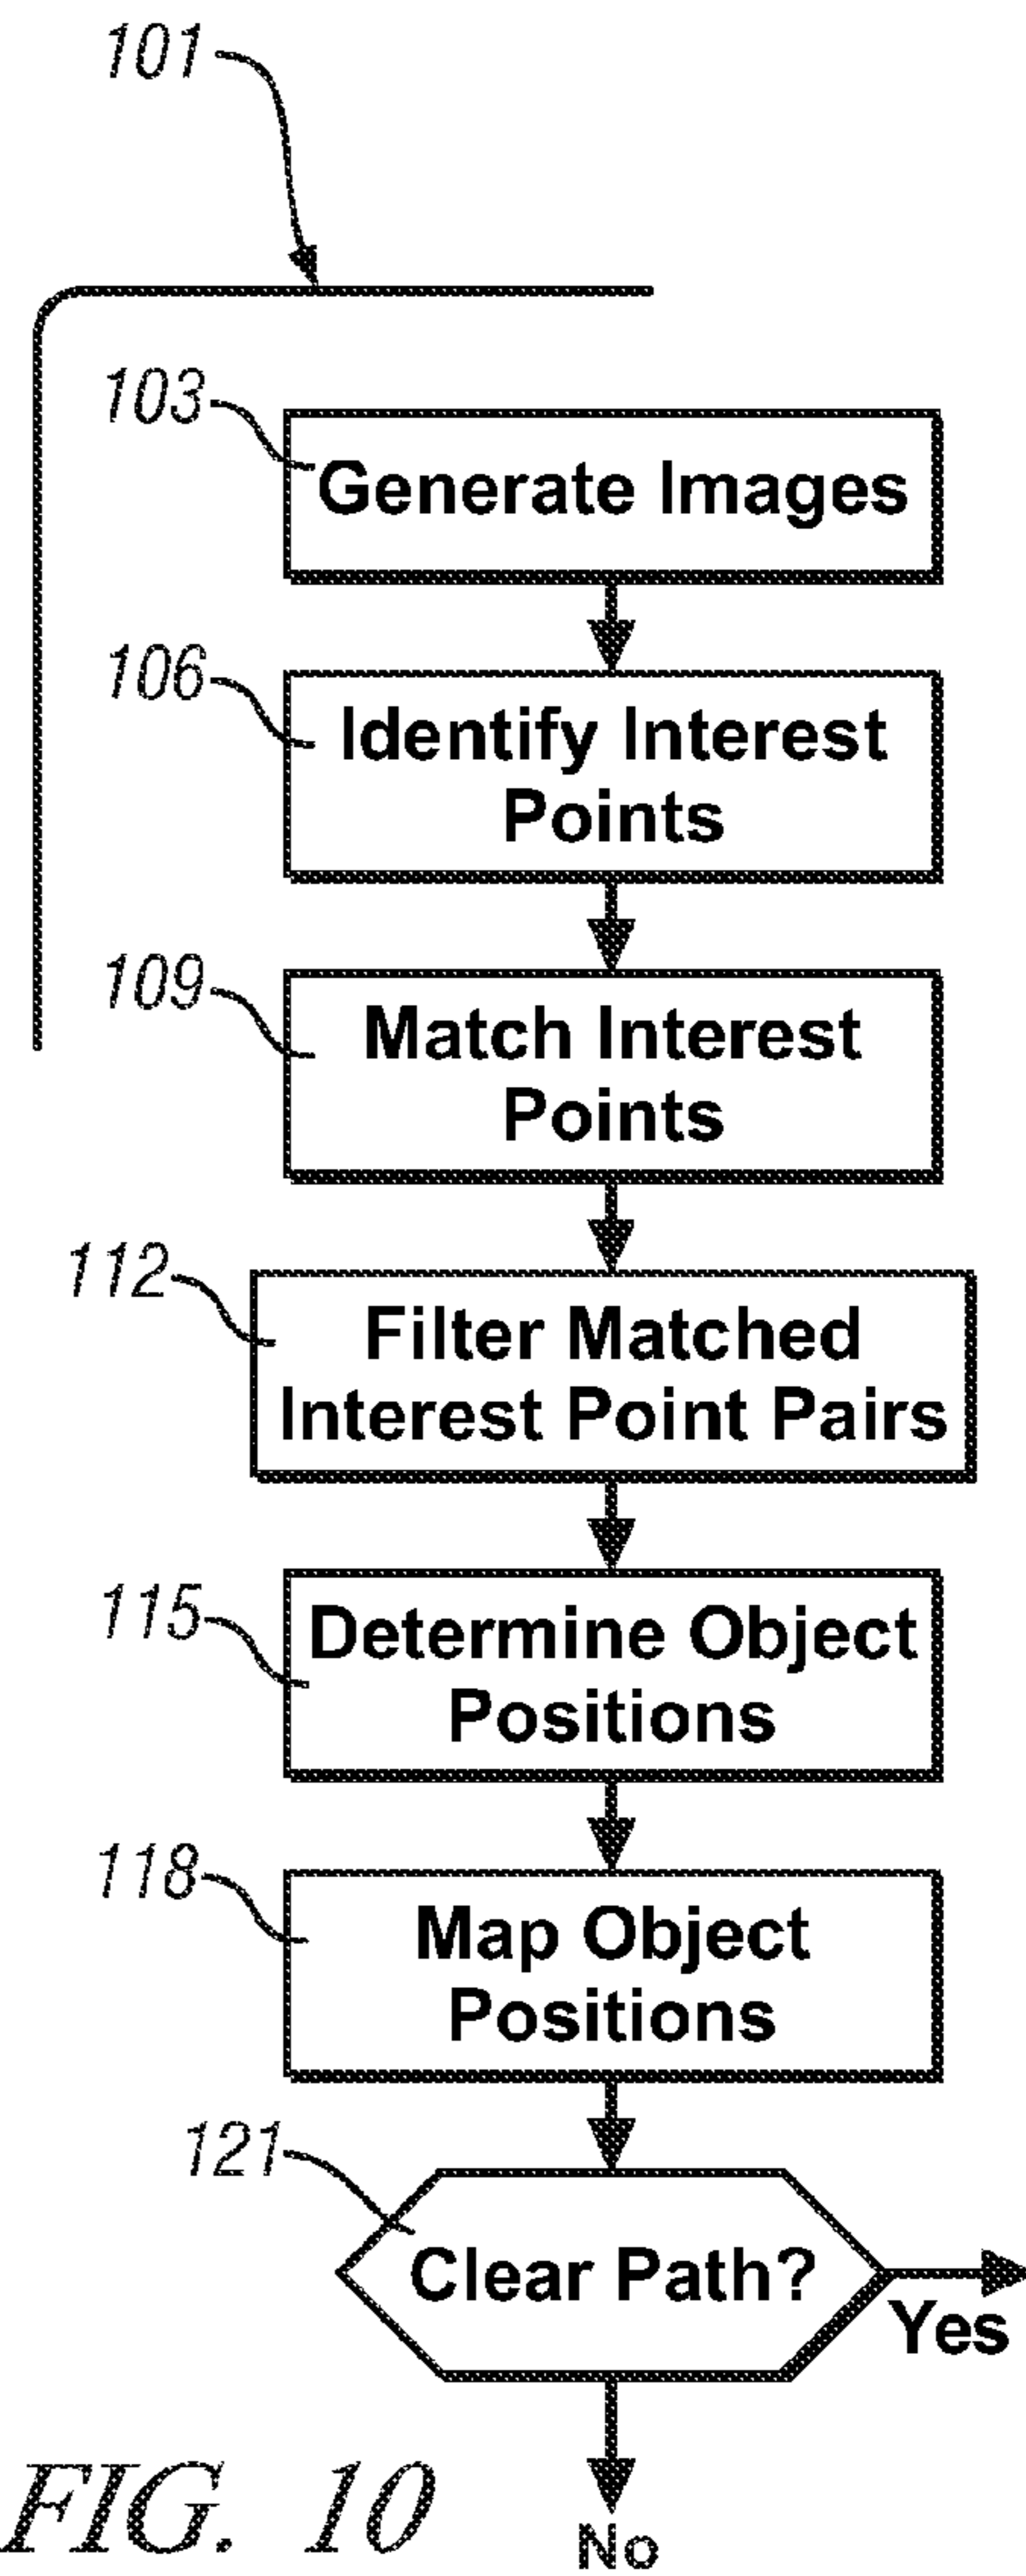 101
103
Generate Images
106
Identify Interest
Points
109
Match Interest
Points
112
Filter Matched
Interest Point Pairs
115
Determine Object
Positions
118
Map Object
Positions
121
Clear Path?
Yes
No
FIG. 10